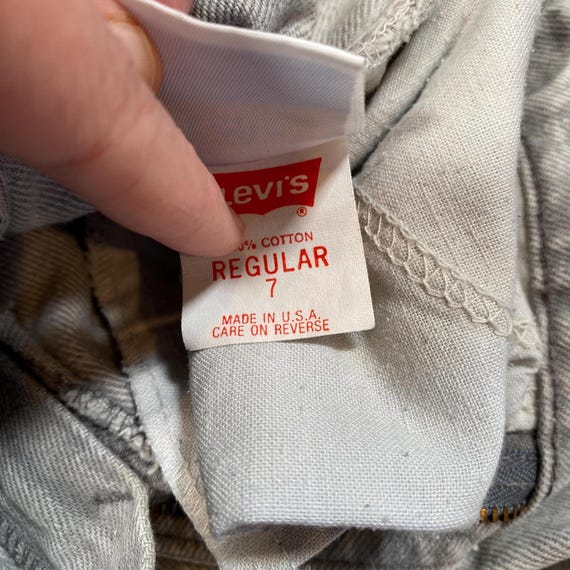 Levi's
®
% COTTON
REGULAR
7
MADE IN U.S.A.
CARE ON REVERSE